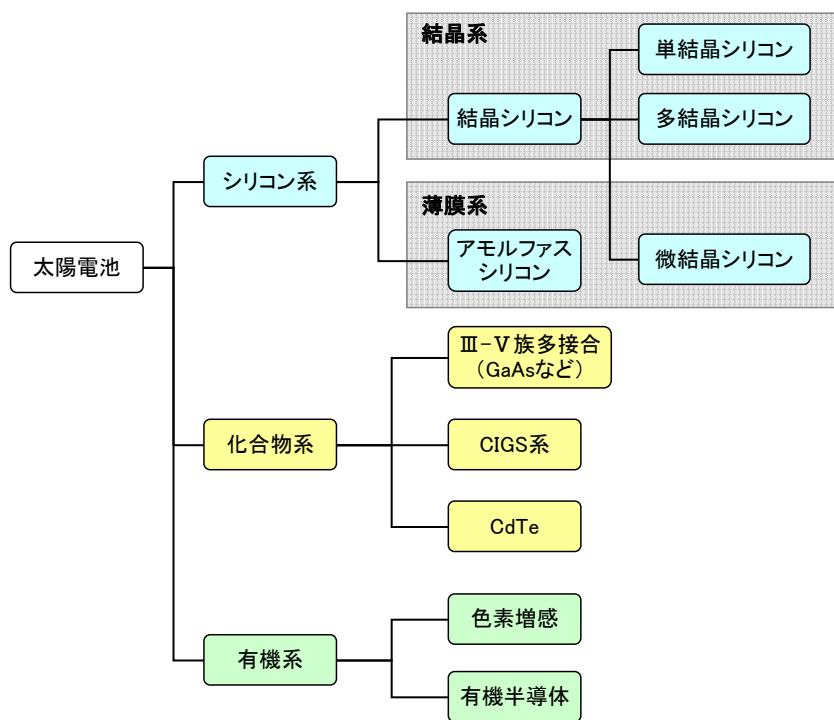 結晶系
単結晶シリコン
結晶シリコン
多結晶シリコン
シリコン系
薄膜系
アモルファス
シリコン
微結晶シリコン
太陽電池
Ⅲ-Ⅴ族多接合
（GaAsなど）
化合物系
CIGS系
CdTe
色素増感
有機系
有機半導体